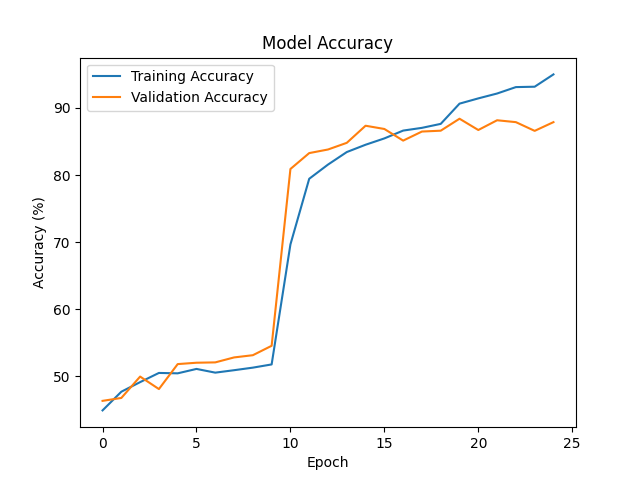 Model Accuracy
Training Accuracy
Validation Accuracy
90
80
70
60
50
Accuracy (%)
0 5 10 15 20 25
Epoch